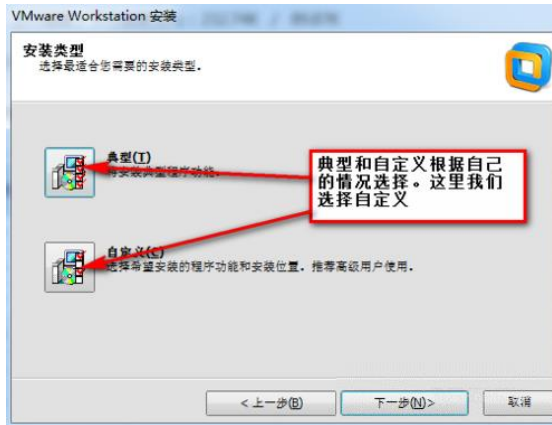 VMware Workstation 安装
安装类型
选择最适合您需要的安装类型。
典型(T)
将安装典型程序功能。
典型和自定义根据自己
的情况选择。这里我们
选择自定义
自定义(C)
选择希望安装的程序功能和安装位置。推荐高级用户使用。
<上一步(B)
下一步(N)>
取消